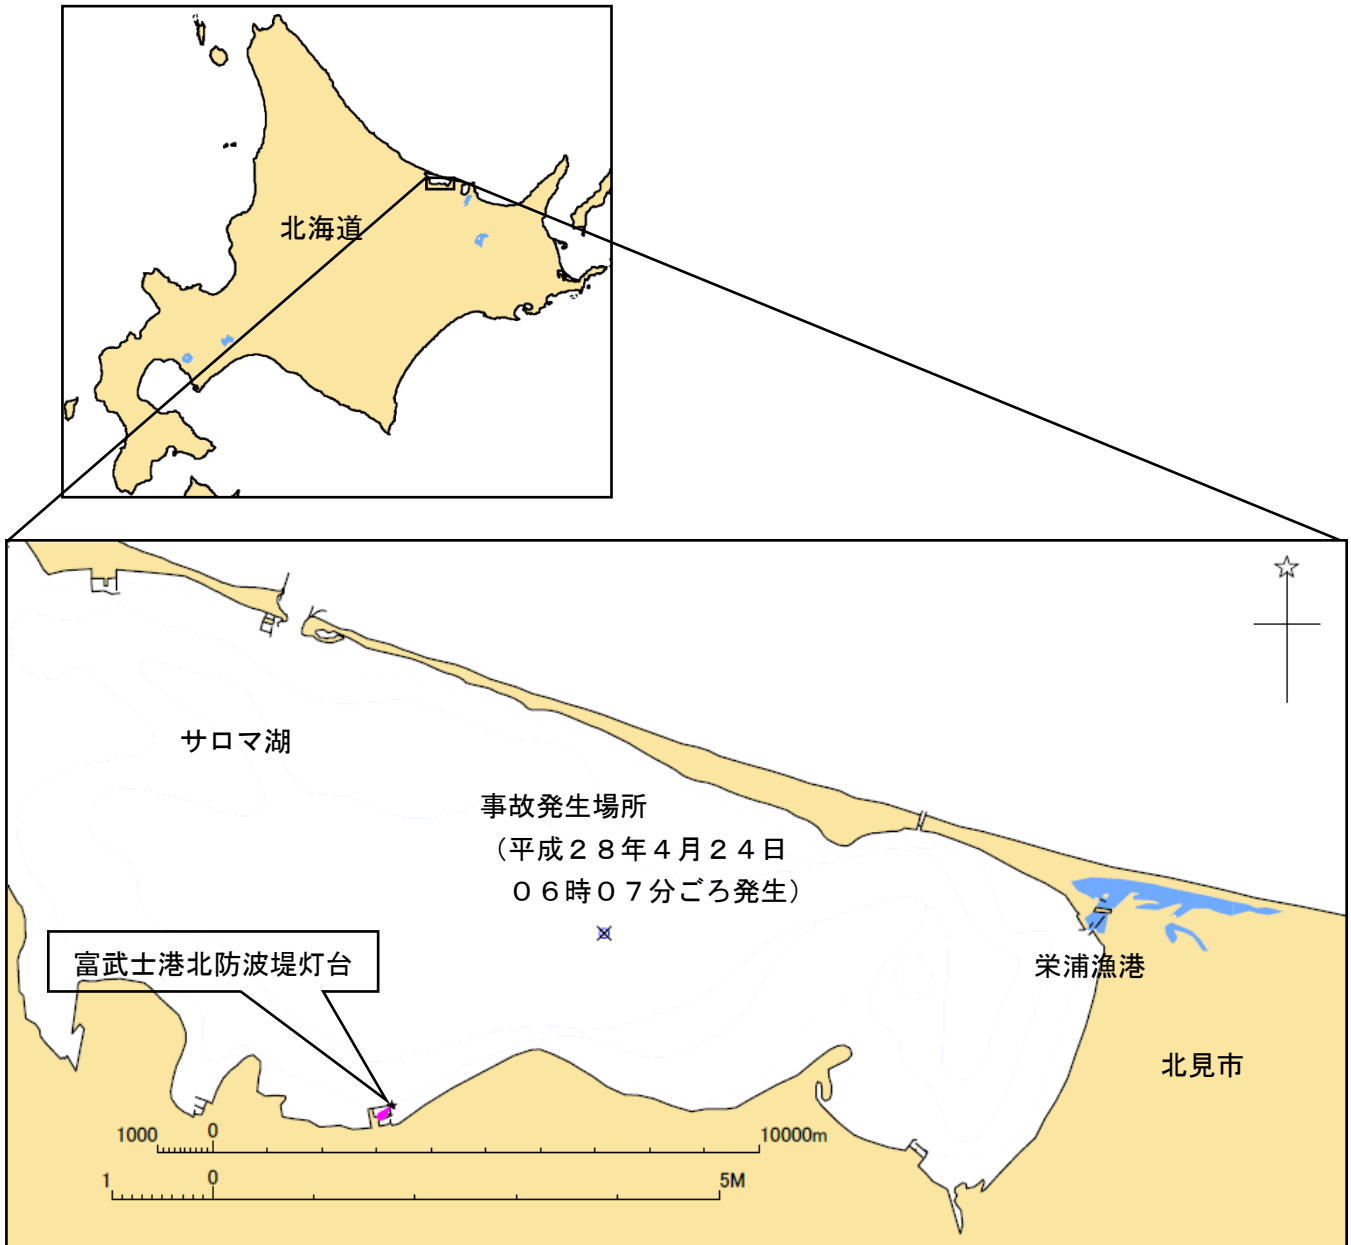 北海道
サロマ湖
事故発生場所
（平成２８年４月２４日
０６時０７分ごろ発生）
富武士港北防波堤灯台
栄浦漁港
北見市
1000 0 10000m
1 0 5M